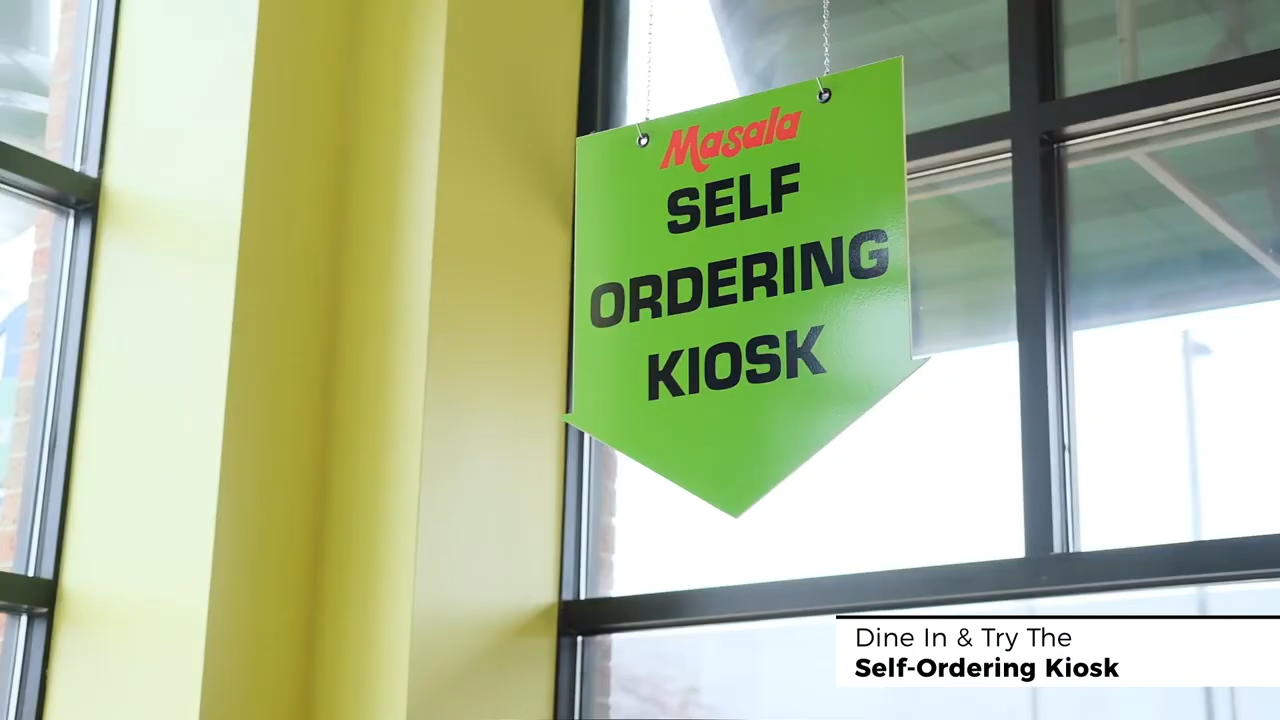 Masala
SELF
ORDERING
KIOSK
Dine In & Try The
Self-Ordering Kiosk